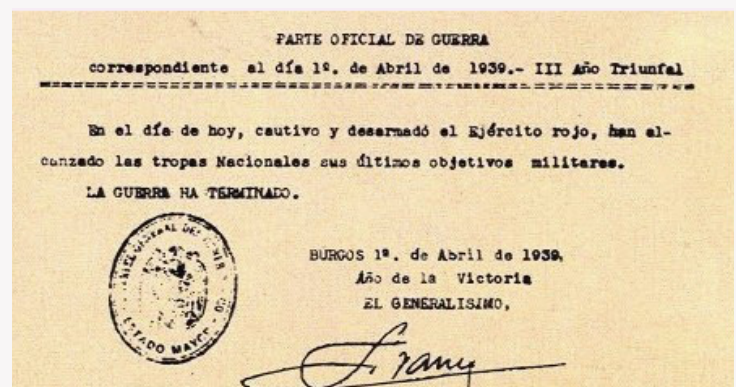 PARTE OFICIAL DE GUERRA
correspondiente al día 1º. de Abril de 1939.- III Año Triunfal
En el día de hoy, cautivo y desarmadó el Ejército rojo, han al-
canzado las tropas Nacionales sus últimos objetivos militares.
LA GUERRA HA TERMINADO.
BURGOS 1º. de Abril de 1939,
Año de la Victoria
EL GENERALISIMO,
ESTADO MAYOR
Franco